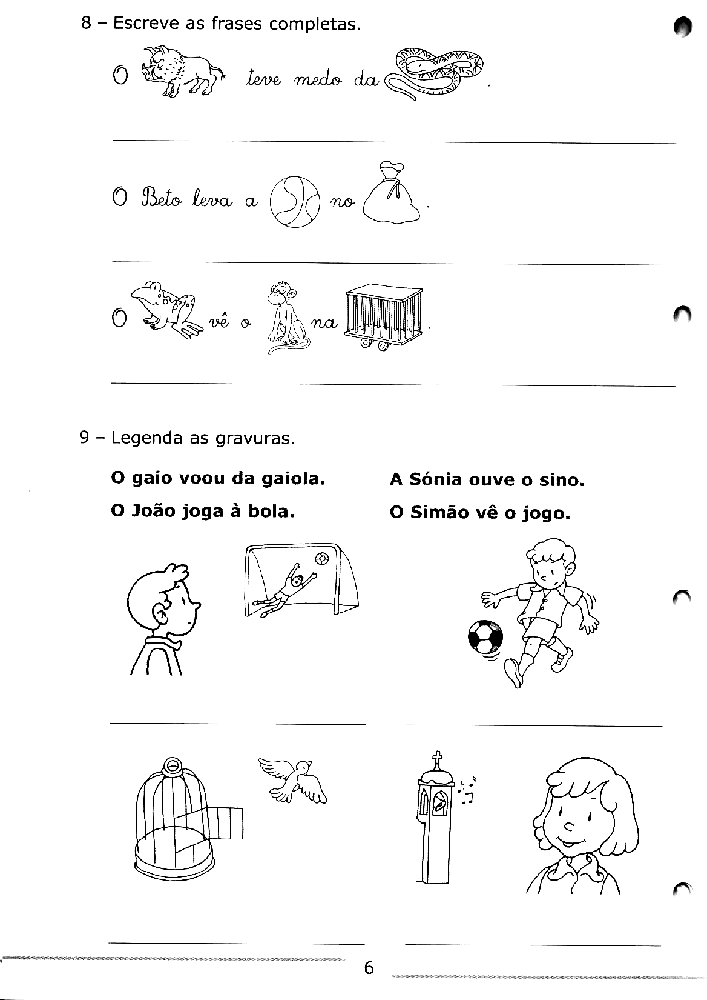 8 – Escreve as frases completas.
O teve medo da .
O Beto leva a no .
O vê o na .
9 – Legenda as gravuras.
O gaio voou da gaiola. A Sónia ouve o sino.
O João joga à bola. O Simão vê o jogo.
6